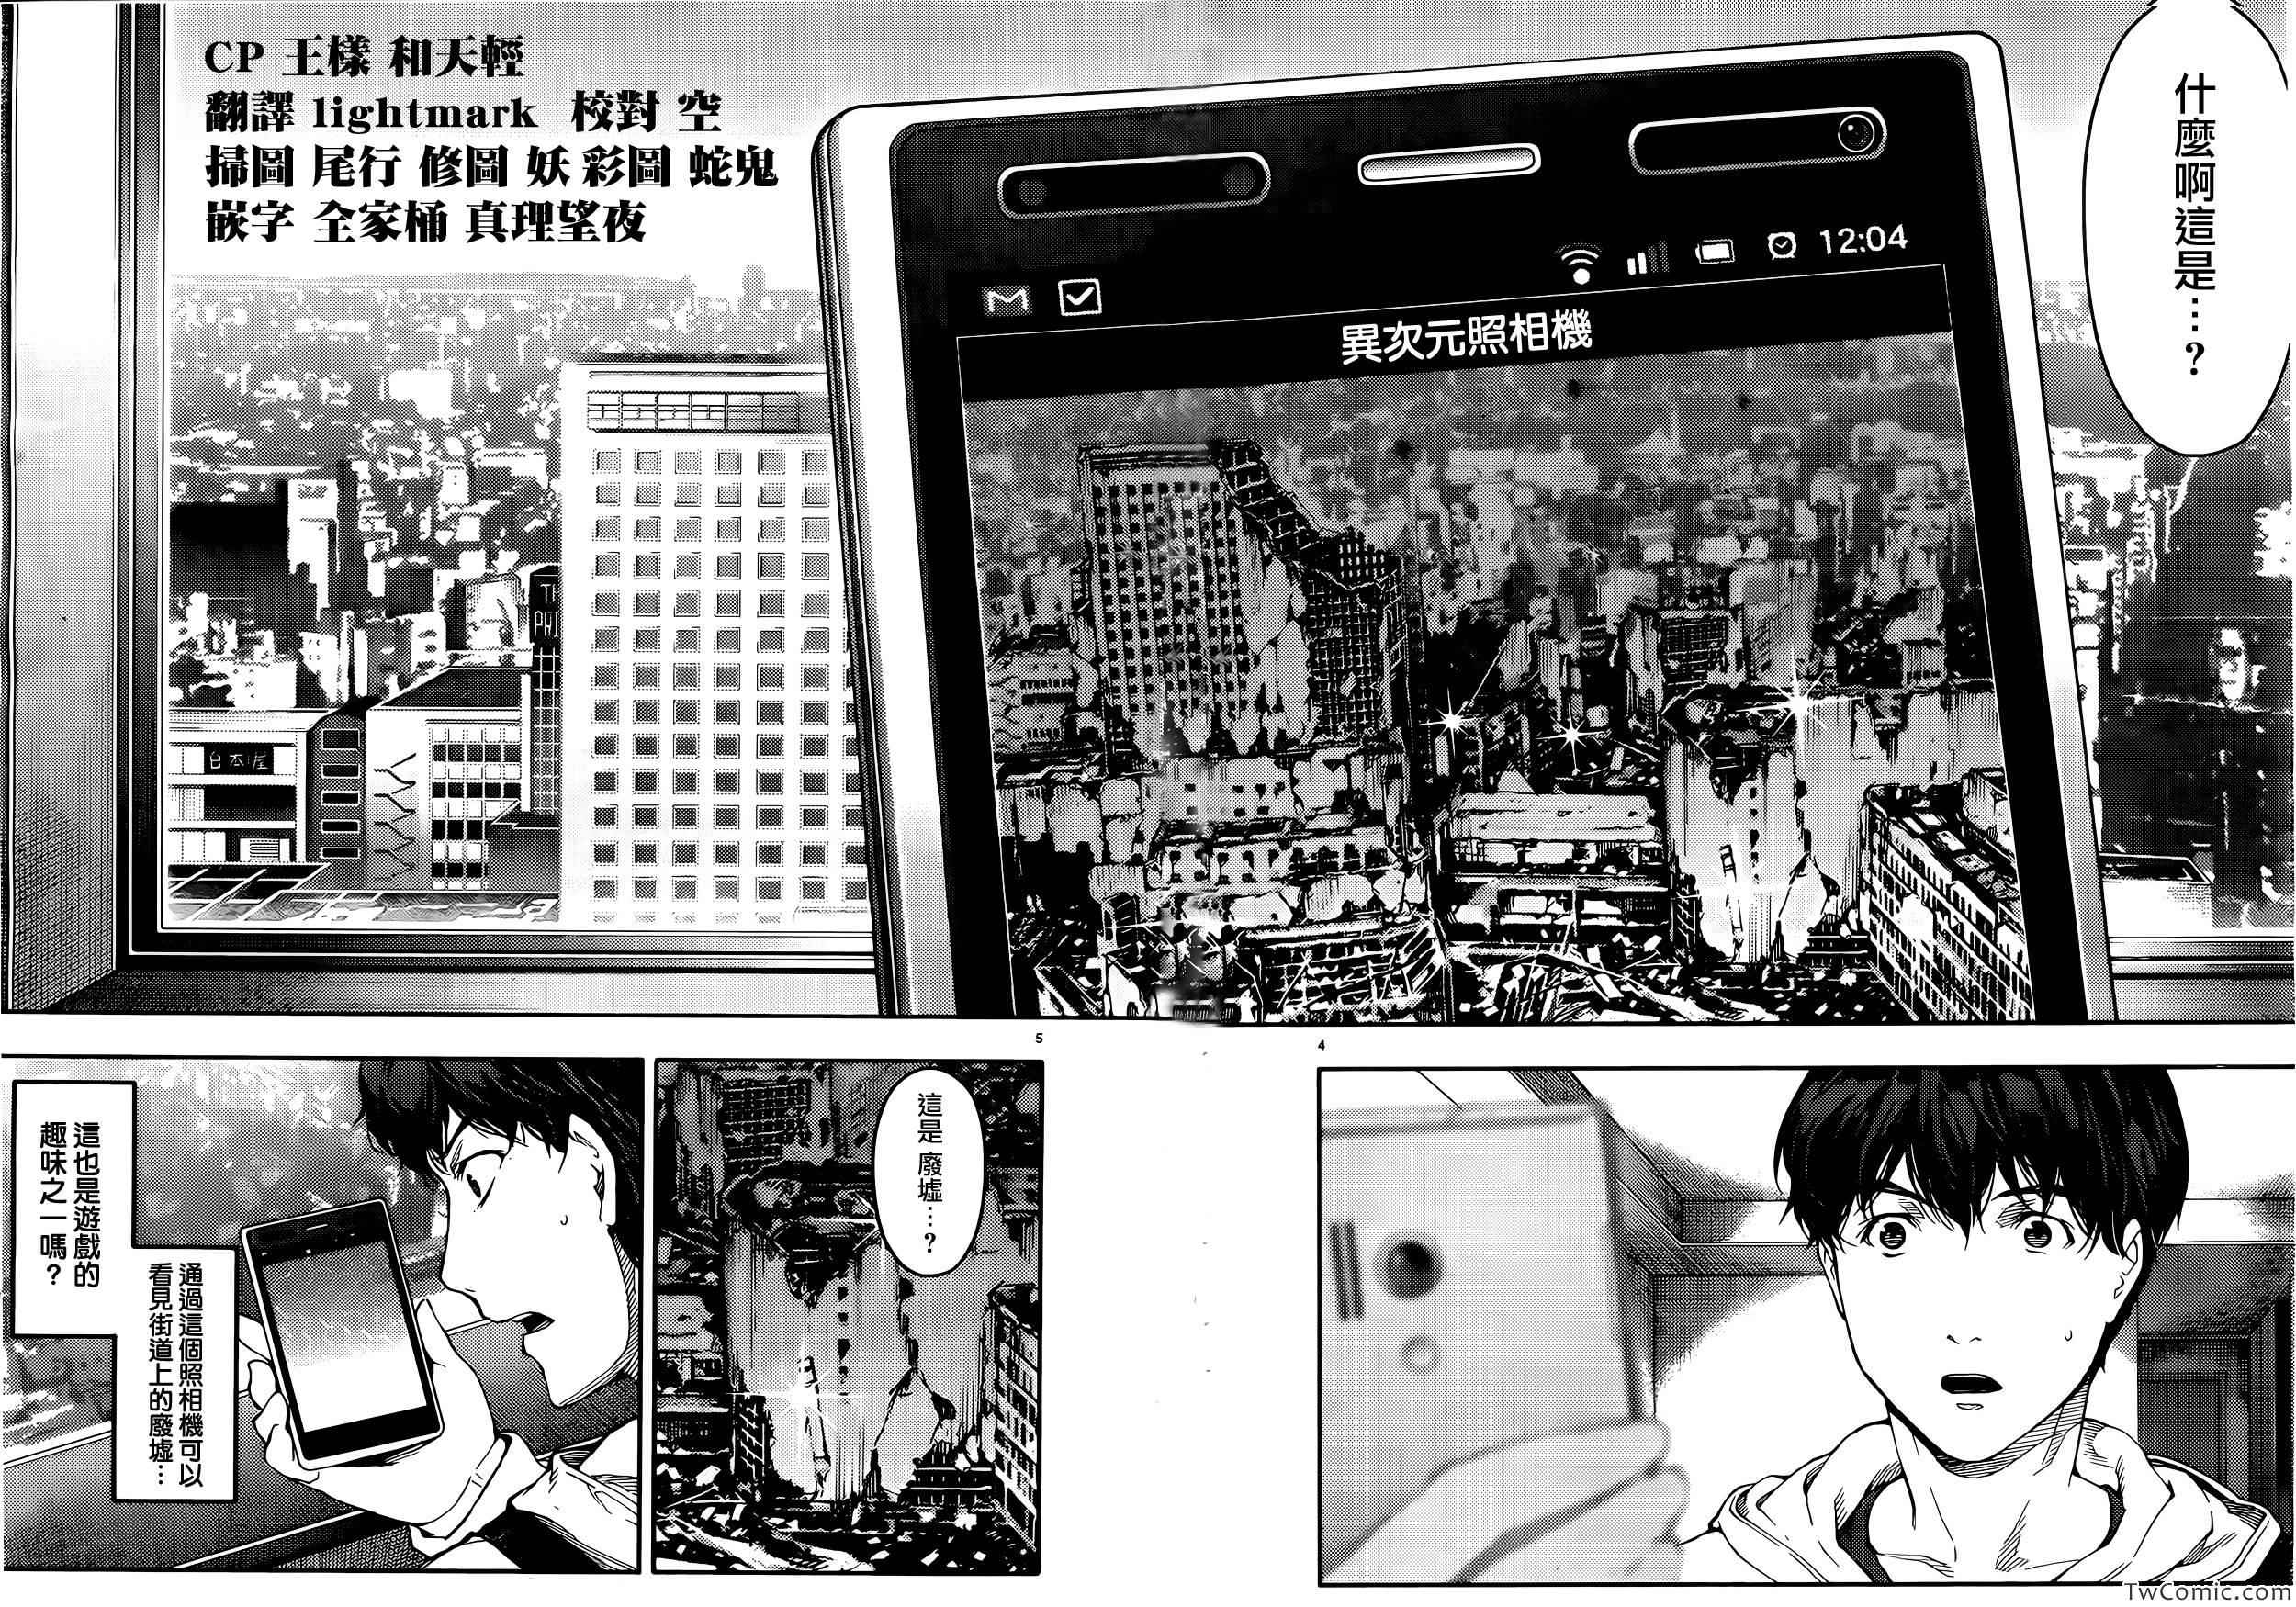 什麼啊這是…?
CP 王樣 和天輕
翻譯 lightmark 校對 空
掃圖 尾行 修圖 妖 彩圖 蛇鬼
嵌字 全家桶 真理望夜
12:04
異次元照相機
台本屋
4
5
這是 廢墟…?
通過這個照相機可以
看見街道上的廢墟…
這也是遊戲的
趣味之一嗎?
TwComic.com